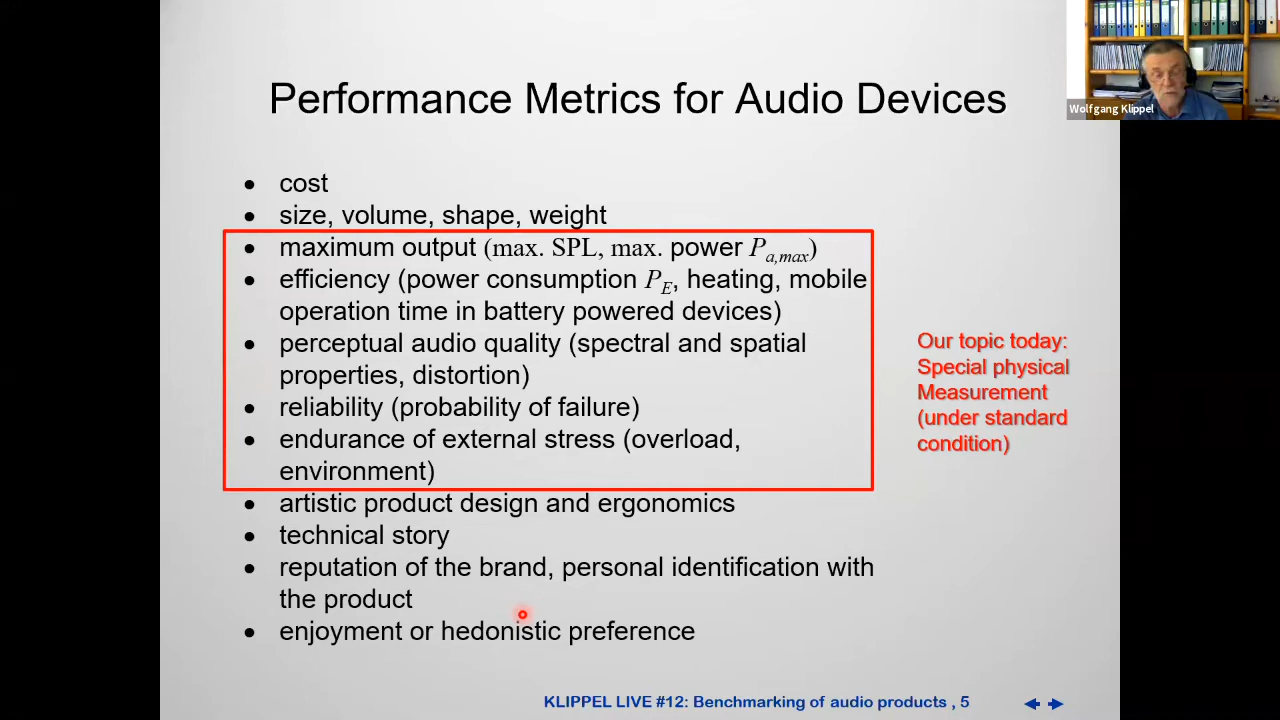 Performance Metrics for Audio Devices
Wolfgang Klippel
• cost
• size, volume, shape, weight
• maximum output (max. SPL, max. power Pa,max)
• efficiency (power consumption PE, heating, mobile
operation time in battery powered devices)
• perceptual audio quality (spectral and spatial
properties, distortion)
• reliability (probability of failure)
• endurance of external stress (overload,
environment)
• artistic product design and ergonomics
• technical story
• reputation of the brand, personal identification with
the product
• enjoyment or hedonistic preference
Our topic today:
Special physical
Measurement
(under standard
condition)
KLIPPEL LIVE #12: Benchmarking of audio products , 5